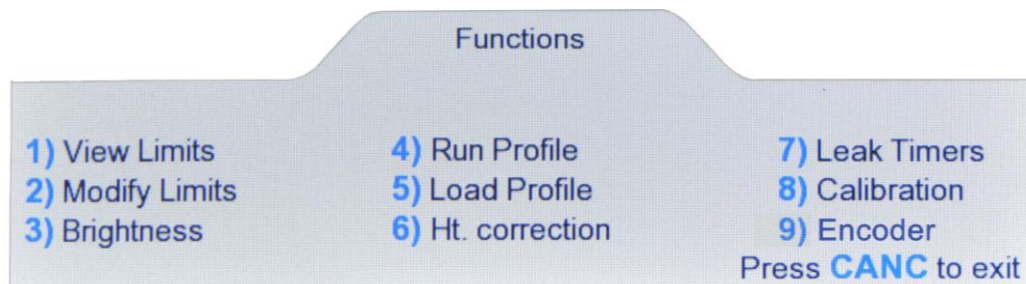 Functions
1) View Limits
2) Modify Limits
3) Brightness
4) Run Profile
5) Load Profile
6) Ht. correction
7) Leak Timers
8) Calibration
9) Encoder
Press CANC to exit